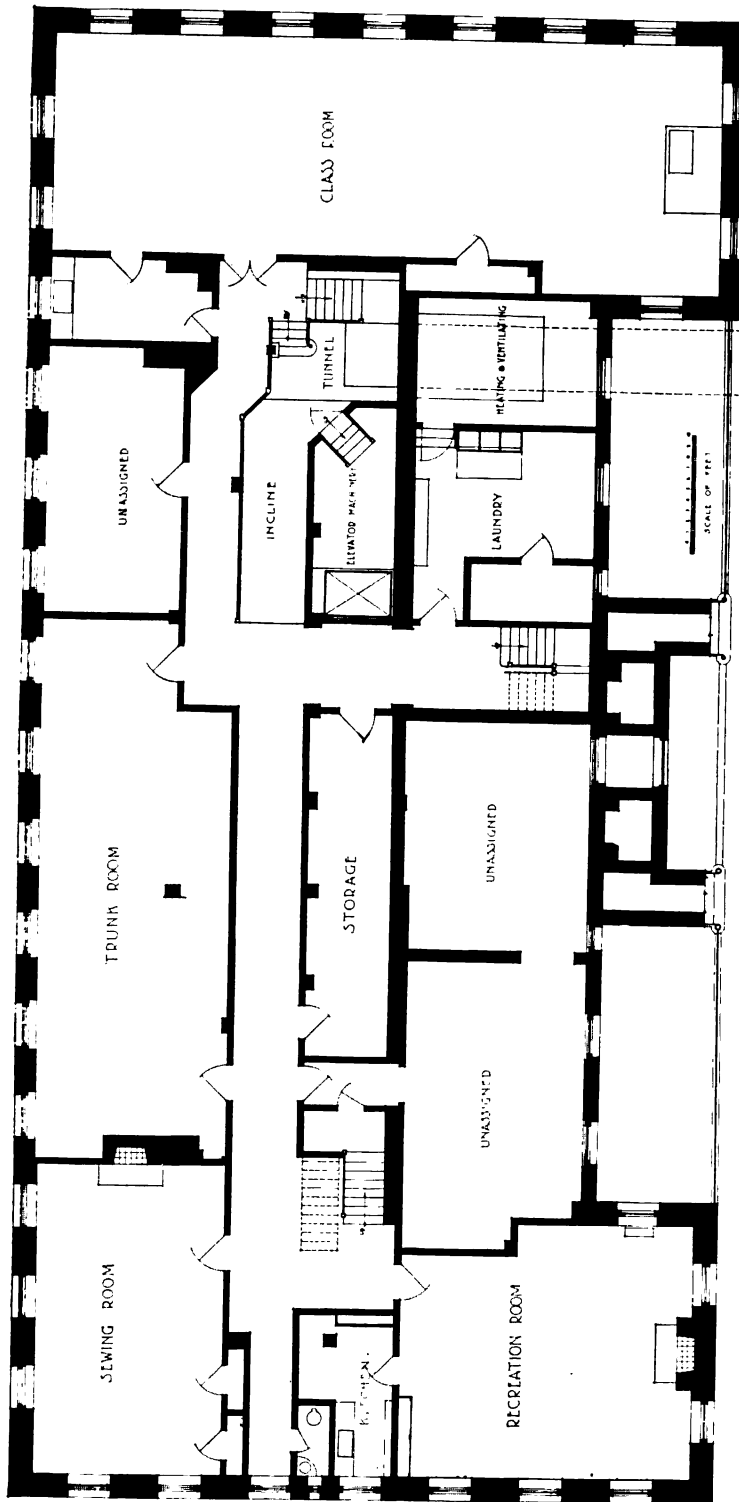 CLASS ROOM
TUNNEL
HEATING & VENTILATING
UNASSIGNED
INCLINE
ELEVATOR MACHINERY
LAUNDRY
SCALE OF FEET
TRUNK ROOM
STORAGE
UNASSIGNED
UNASSIGNED
SEWING ROOM
KITCHEN
RECREATION ROOM